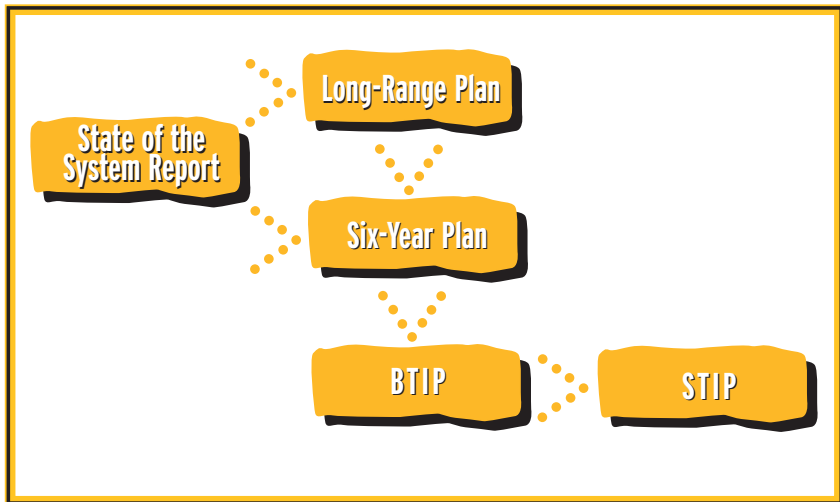 Long-Range Plan
State of the
System Report
Six-Year Plan
BTIP
STIP